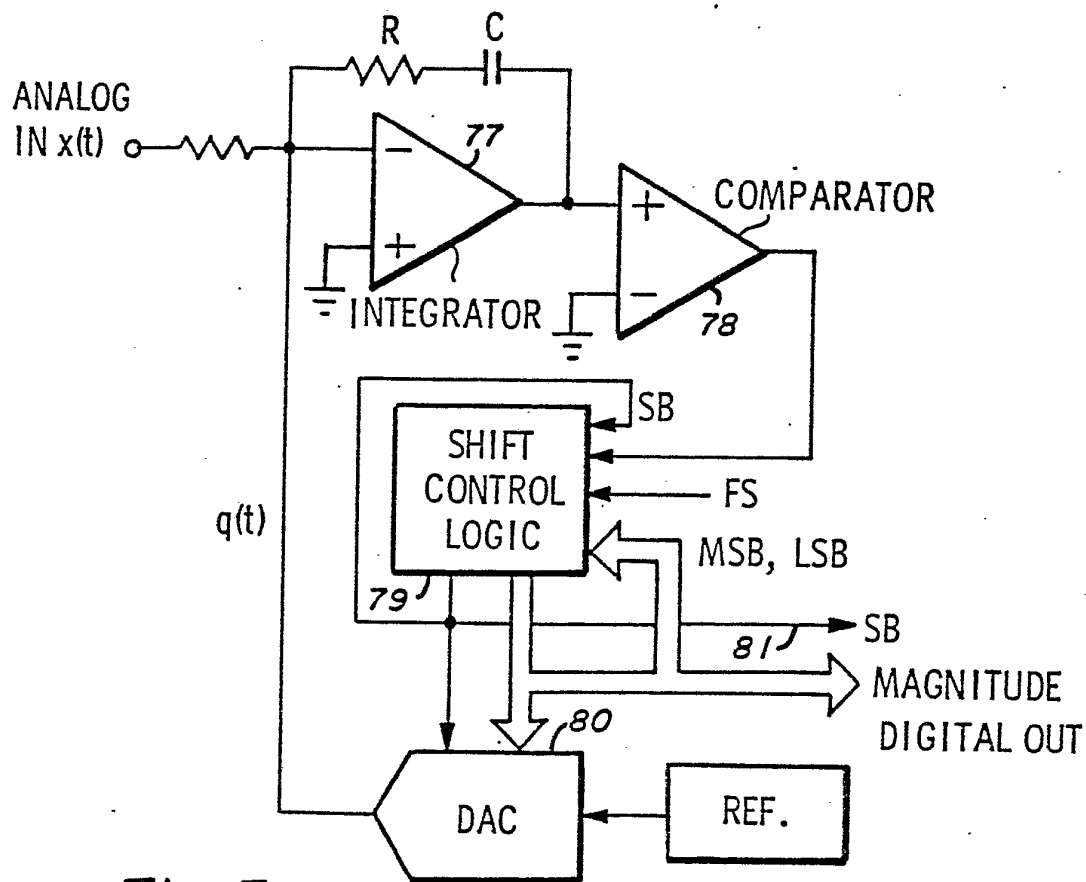 R
C
ANALOG
IN x(t)
77
COMPARATOR
INTEGRATOR
78
SB
SHIFT
CONTROL
LOGIC
FS
q(t)
MSB, LSB
79
SB
81
MAGNITUDE
DIGITAL OUT
80
DAC
REF.